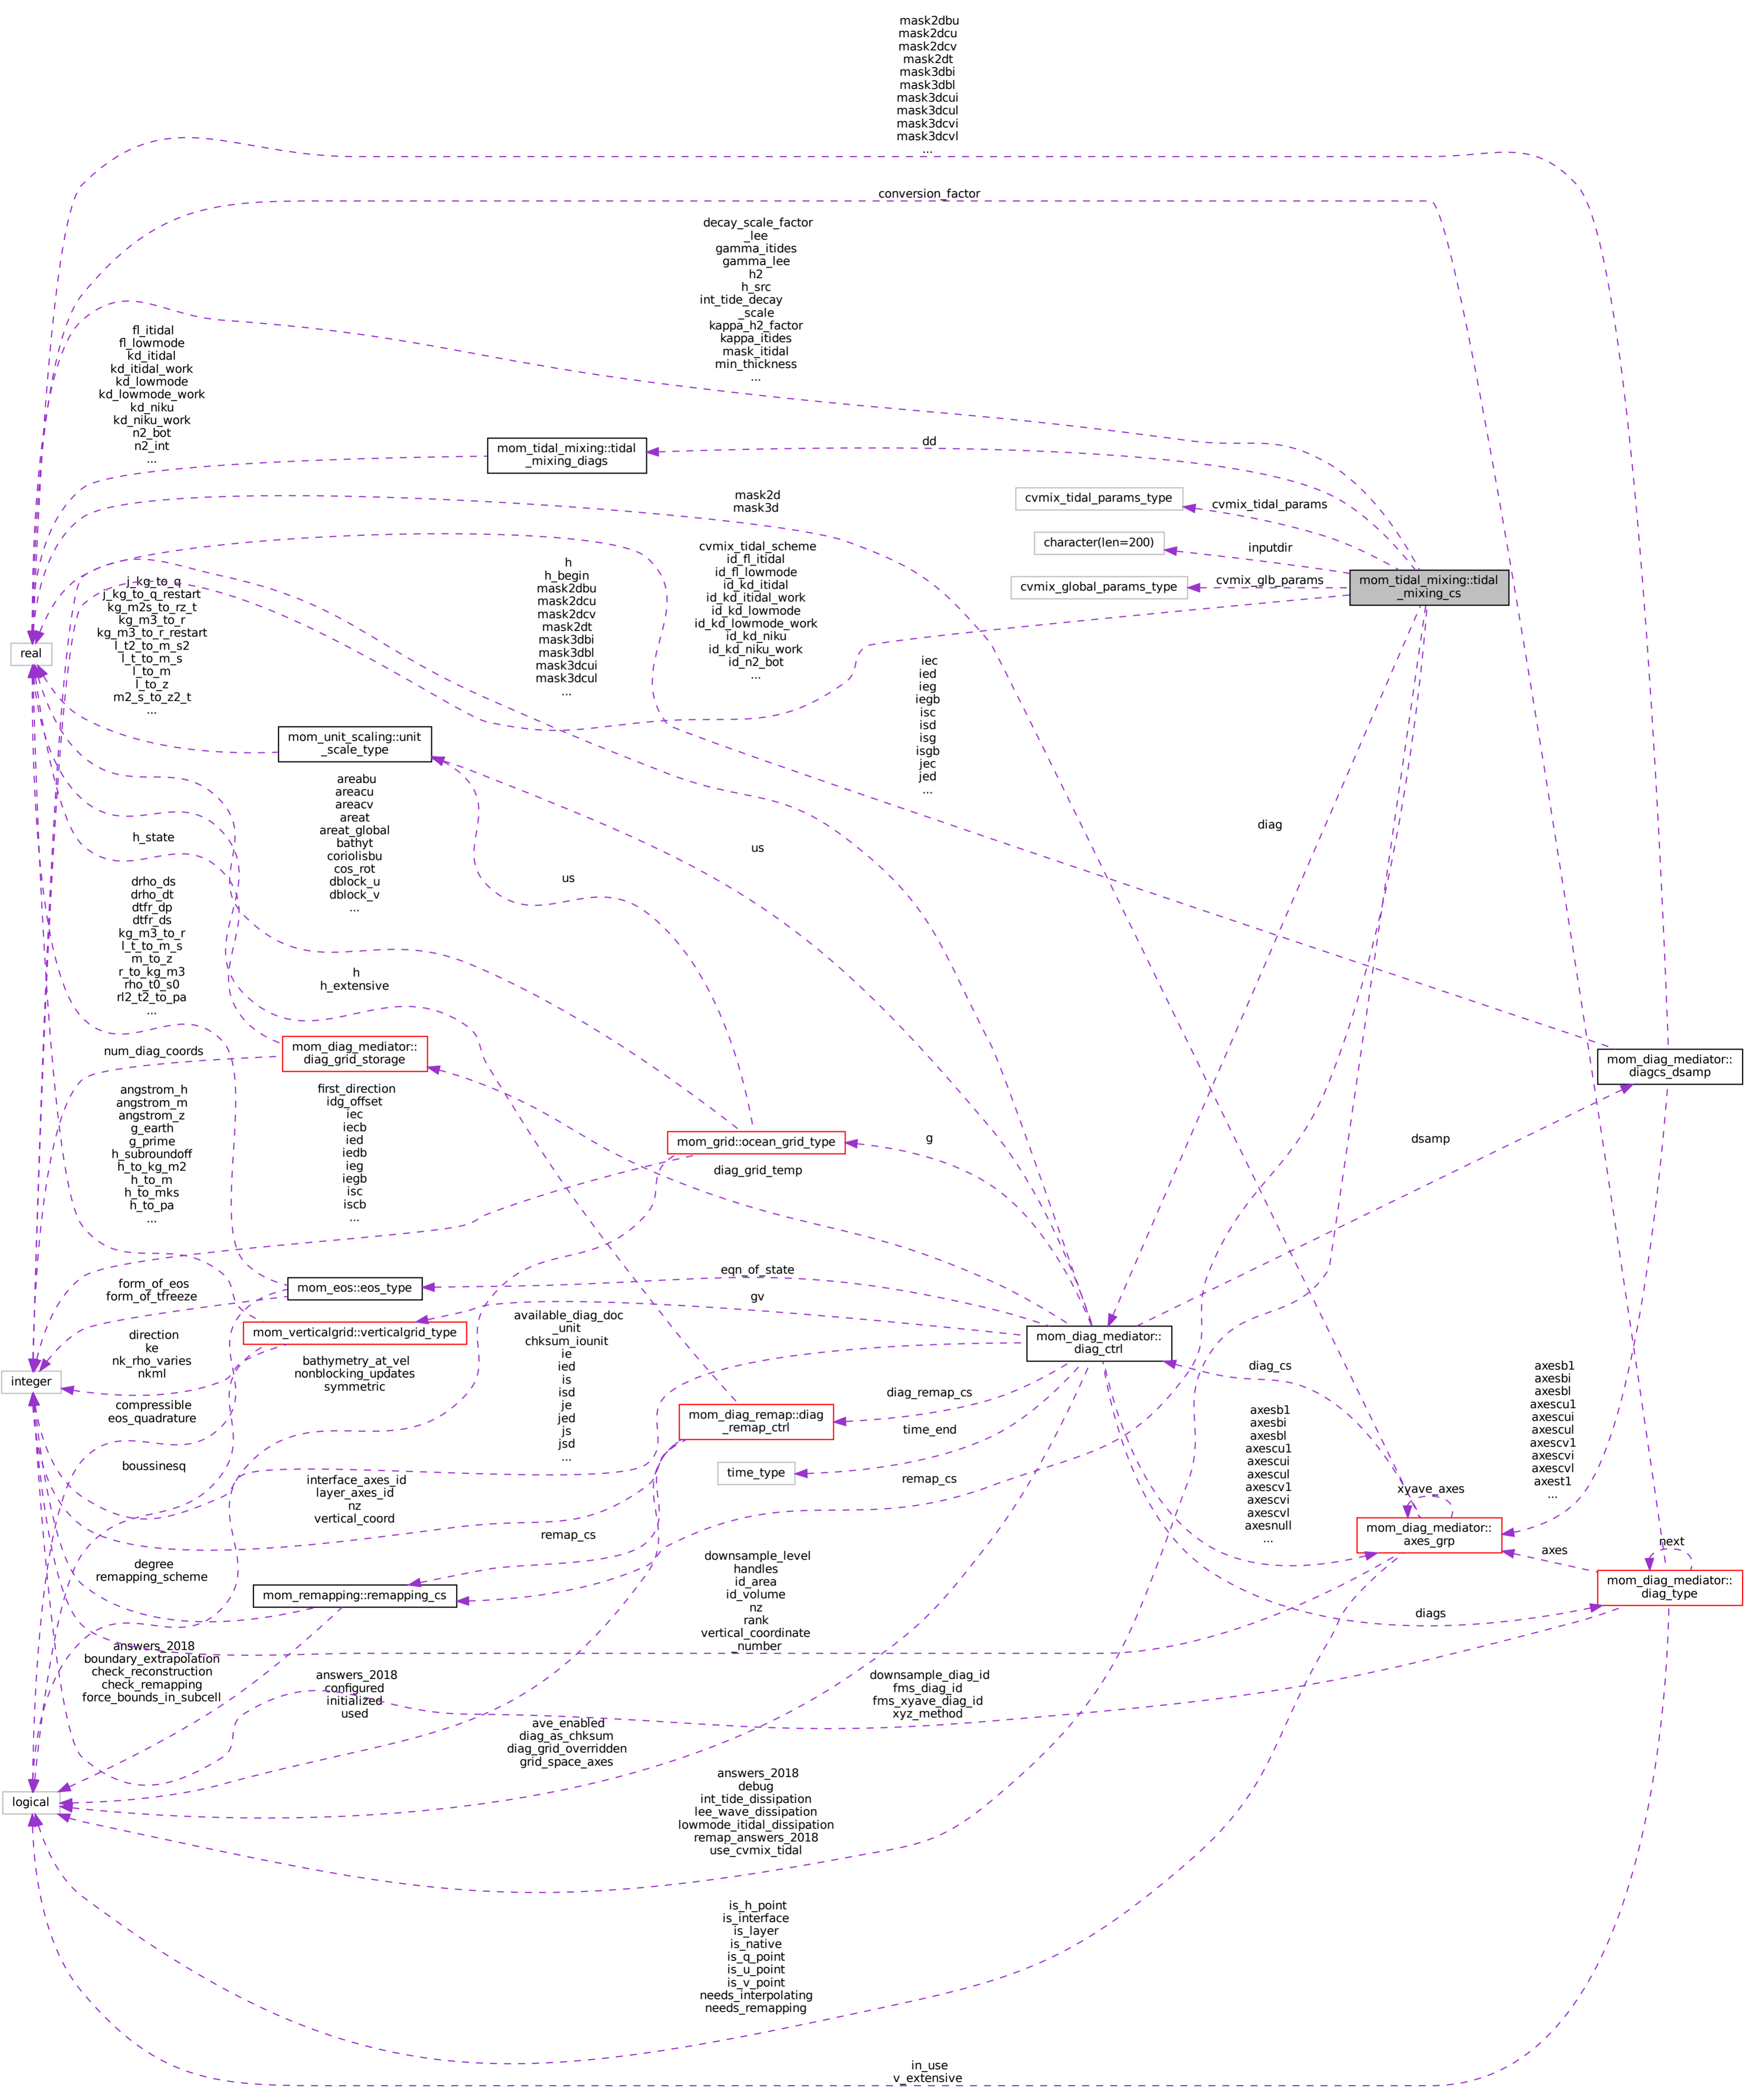 mask2dbu
mask2dcu
mask2dcv
mask2dt
mask3dbi
mask3dbl
mask3dcui
mask3dcul
mask3dcvi
mask3dcvl
...
conversion_factor
decay_scale_factor
_lee
gamma_itides
gamma_lee
h2
h_src
int_tide_decay
_scale
kappa_h2_factor
kappa_itides
mask_itidal
min_thickness
...
fl_itidal
fl_lowmode
kd_itidal
kd_itidal_work
kd_lowmode
kd_lowmode_work
kd_niku
kd_niku_work
n2_bot
n2_int
...
mom_tidal_mixing::tidal
_mixing_diags
dd
cvmix_tidal_params_type
cvmix_tidal_params
character(len=200)
inputdir
cvmix_global_params_type
cvmix_glb_params
mom_tidal_mixing::tidal
_mixing_cs
mask2d
mask3d
cvmix_tidal_scheme
id_fl_itidal
id_fl_lowmode
id_kd_itidal
id_kd_itidal_work
id_kd_lowmode
id_kd_lowmode_work
id_kd_niku
id_kd_niku_work
id_n2_bot
...
h
h_begin
mask2dbu
mask2dcu
mask2dcv
mask2dt
mask3dbi
mask3dbl
mask3dcui
mask3dcul
...
j_kg_to_q
j_kg_to_q_restart
kg_m2s_to_rz_t
kg_m3_to_r
kg_m3_to_r_restart
l_t2_to_m_s2
l_t_to_m_s
l_to_m
l_to_z
m2_s_to_z2_t
...
real
iec
ied
ieg
iegb
isc
isd
isg
isgb
jec
jed
...
mom_unit_scaling::unit
_scale_type
areabu
areacu
areacv
areat
areat_global
bathyt
coriolisbu
cos_rot
dblock_u
dblock_v
...
h_state
us
us
diag
drho_ds
drho_dt
dtfr_dp
dtfr_ds
kg_m3_to_r
l_t_to_m_s
m_to_z
r_to_kg_m3
rho_t0_s0
rl2_t2_to_pa
...
h
h_extensive
num_diag_coords
mom_diag_mediator::
diag_grid_storage
mom_diag_mediator::
diagcs_dsamp
angstrom_h
angstrom_m
angstrom_z
g_earth
g_prime
h_subroundoff
h_to_kg_m2
h_to_m
h_to_mks
h_to_pa
...
first_direction
idg_offset
iec
iecb
ied
iedb
ieg
iegb
isc
iscb
...
mom_grid::ocean_grid_type
g
dsamp
diag_grid_temp
form_of_eos
form_of_tfreeze
mom_eos::eos_type
eqn_of_state
gv
mom_verticalgrid::verticalgrid_type
direction
ke
nk_rho_varies
nkml
integer
bathymetry_at_vel
nonblocking_updates
symmetric
available_diag_doc
_unit
chksum_iounit
ie
ied
is
isd
je
jed
js
jsd
...
mom_diag_mediator::
diag_ctrl
diag_cs
axesb1
axesbi
axesbl
axescu1
axescui
axescul
axescv1
axescvi
axescvl
axest1
...
compressible
eos_quadrature
diag_remap_cs
mom_diag_remap::diag
_remap_ctrl
time_end
time_type
axesb1
axesbi
axesbl
axescu1
axescui
axescul
axescv1
axescvi
axescvl
axesnull
...
boussinesq
interface_axes_id
layer_axes_id
nz
vertical_coord
remap_cs
remap_cs
xyave_axes
mom_diag_mediator::
axes_grp
axes
next
mom_diag_mediator::
diag_type
degree
remapping_scheme
mom_remapping::remapping_cs
downsample_level
handles
id_area
id_volume
nz
rank
vertical_coordinate
_number
diags
answers_2018
boundary_extrapolation
check_reconstruction
check_remapping
force_bounds_in_subcell
answers_2018
configured
initialized
used
downsample_diag_id
fms_diag_id
fms_xyave_diag_id
xyz_method
ave_enabled
diag_as_chksum
diag_grid_overridden
grid_space_axes
logical
answers_2018
debug
int_tide_dissipation
lee_wave_dissipation
lowmode_itidal_dissipation
remap_answers_2018
use_cvmix_tidal
is_h_point
is_interface
is_layer
is_native
is_q_point
is_u_point
is_v_point
needs_interpolating
needs_remapping
in_use
v_extensive